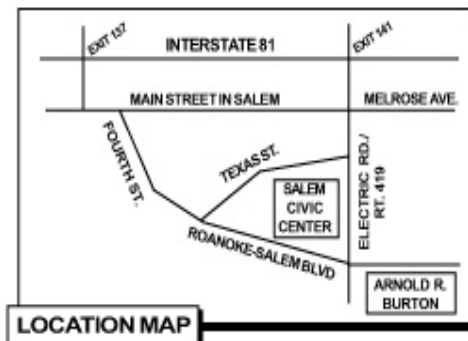 EXIT 137
EXIT 141
INTERSTATE 81
MAIN STREET IN SALEM
MELROSE AVE.
FOURTH ST.
TEXAS ST.
ELECTRIC RD./
RT. 419
SALEM
CIVIC
CENTER
ROANOKE-SALEM BLVD
ARNOLD R.
BURTON
LOCATION MAP